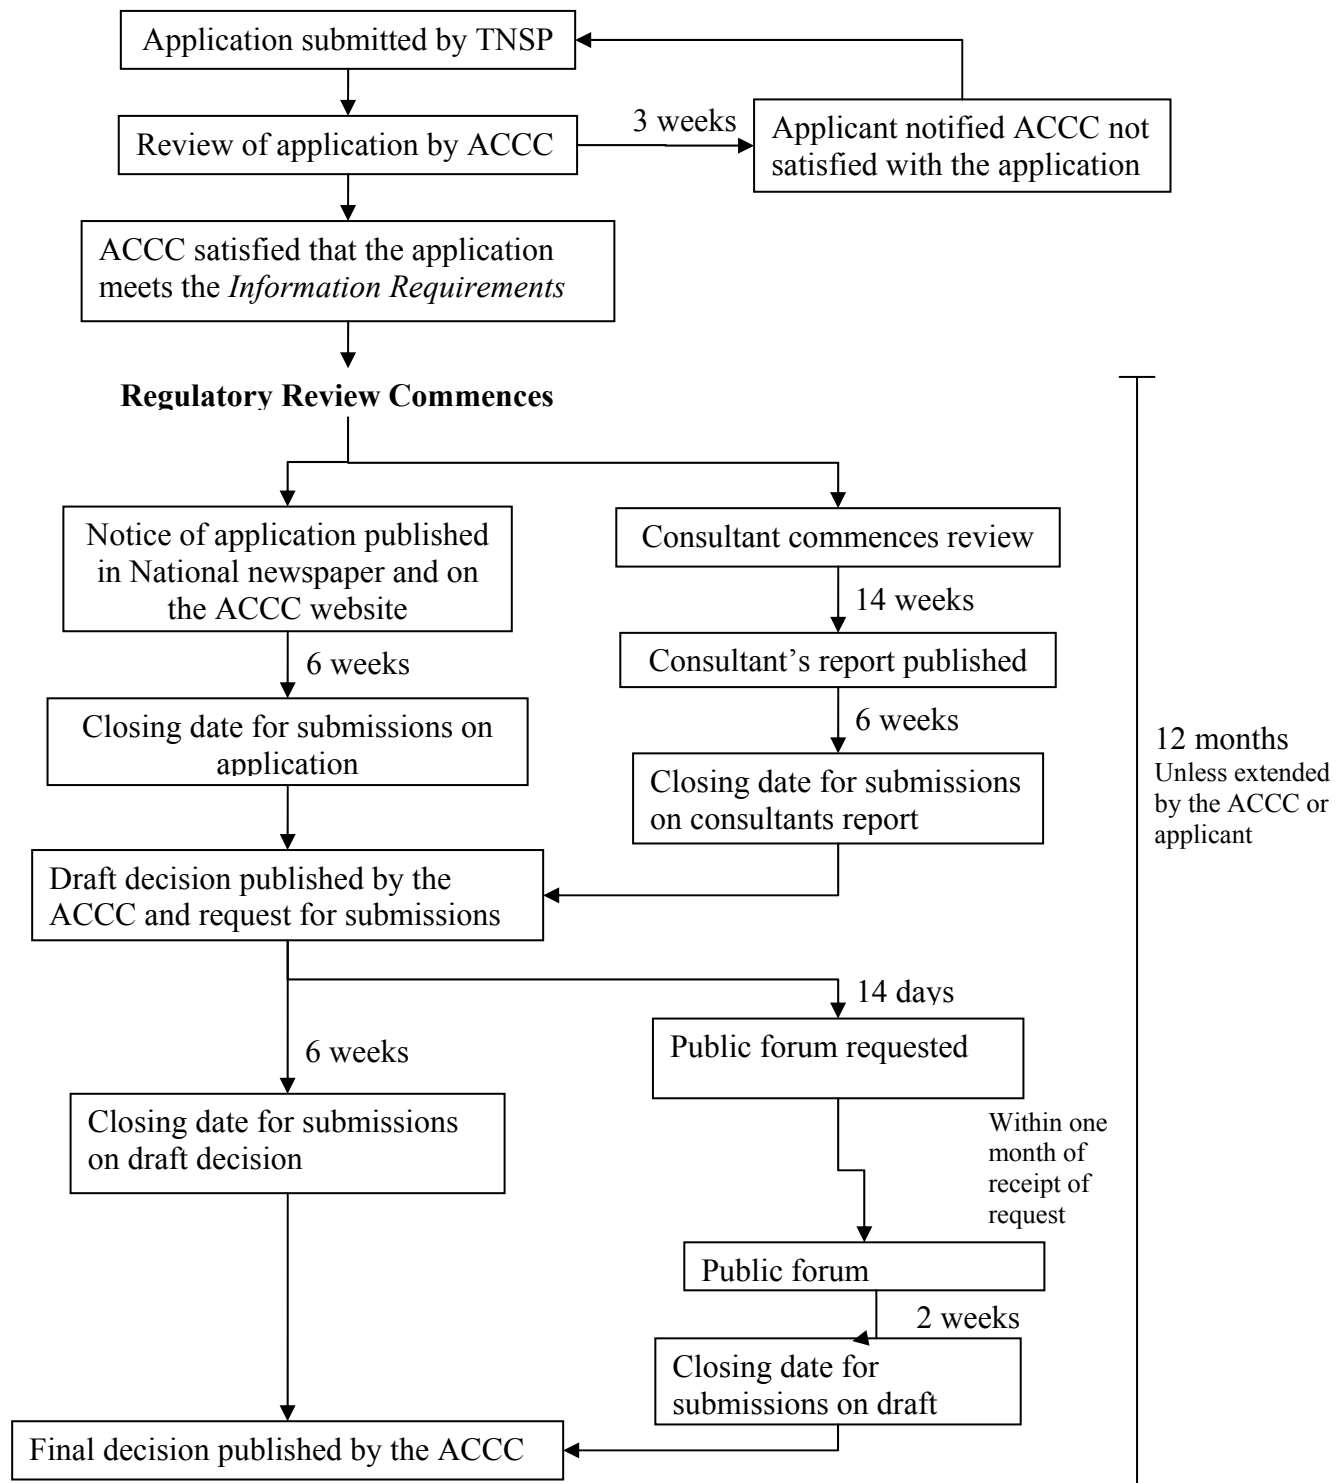 Application submitted by TNSP
Review of application by ACCC
3 weeks
Applicant notified ACCC not
satisfied with the application
ACCC satisfied that the application
meets the Information Requirements
Regulatory Review Commences
Notice of application published
in National newspaper and on
the ACCC website
Consultant commences review
14 weeks
Consultant’s report published
6 weeks
6 weeks
Closing date for submissions on
application
Closing date for submissions
on consultants report
12 months
Unless extended
by the ACCC or
applicant
Draft decision published by the
ACCC and request for submissions
14 days
Public forum requested
6 weeks
Closing date for submissions
on draft decision
Within one
month of
receipt of
request
Public forum
2 weeks
Closing date for
submissions on draft
Final decision published by the ACCC